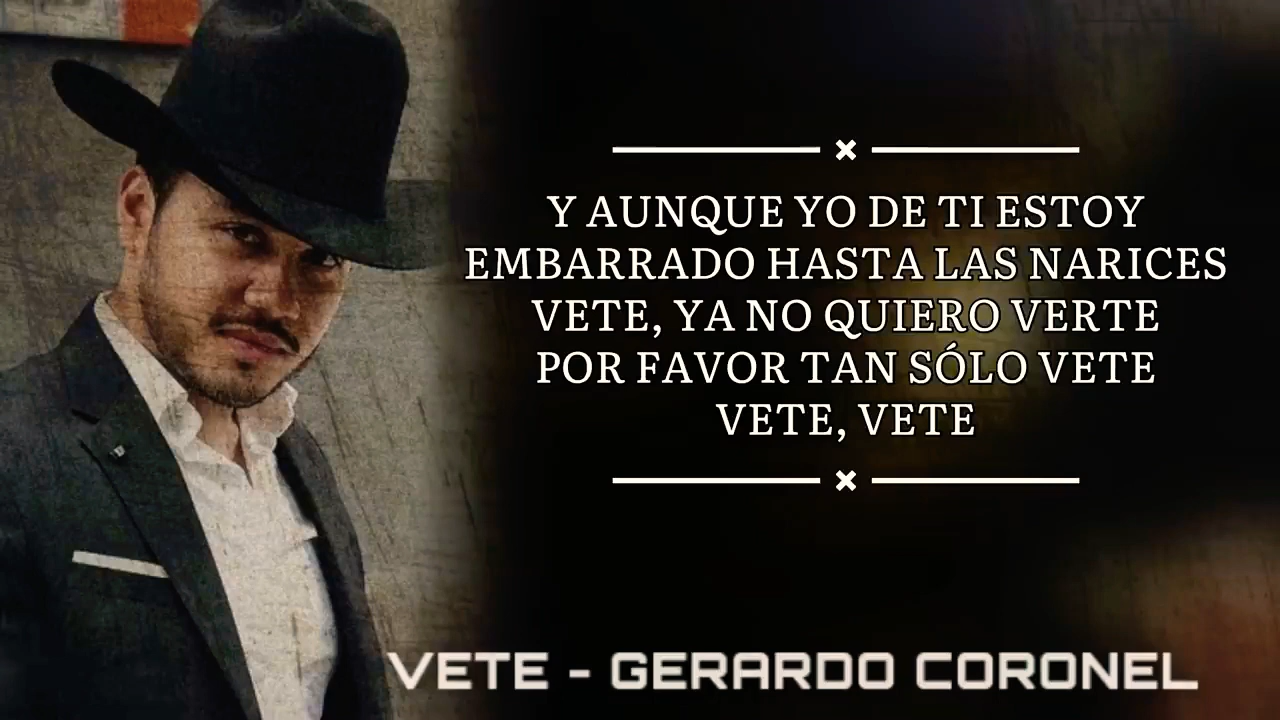 Y AUNQUE YO DE TI ESTOY
EMBARRADO HASTA LAS NARICES
VETE, YA NO QUIERO VERTE
POR FAVOR TAN SÓLO VETE
VETE, VETE
VETE - GERARDO CORONEL